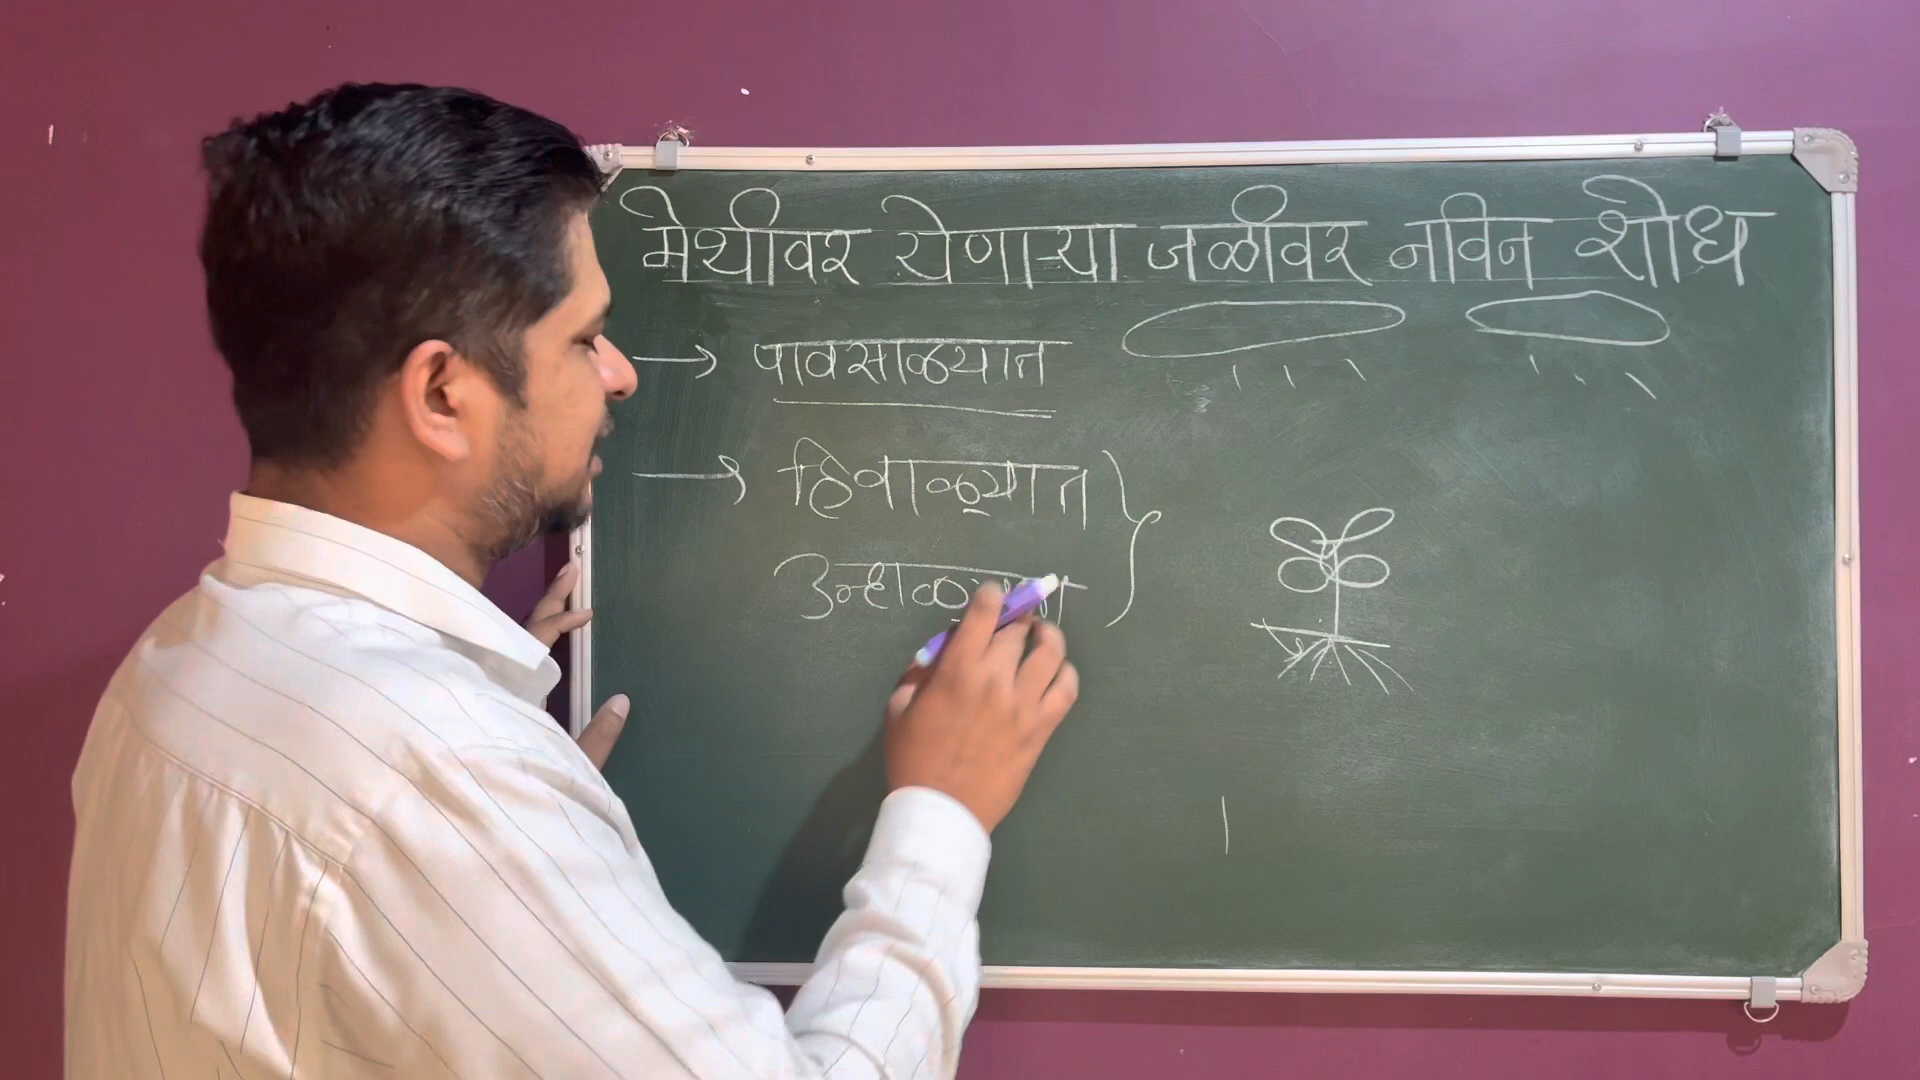 मेथीवर येणाऱ्या जळीवर नविन शोध
→ पावसाळ्यात
→ हिवाळ्यात